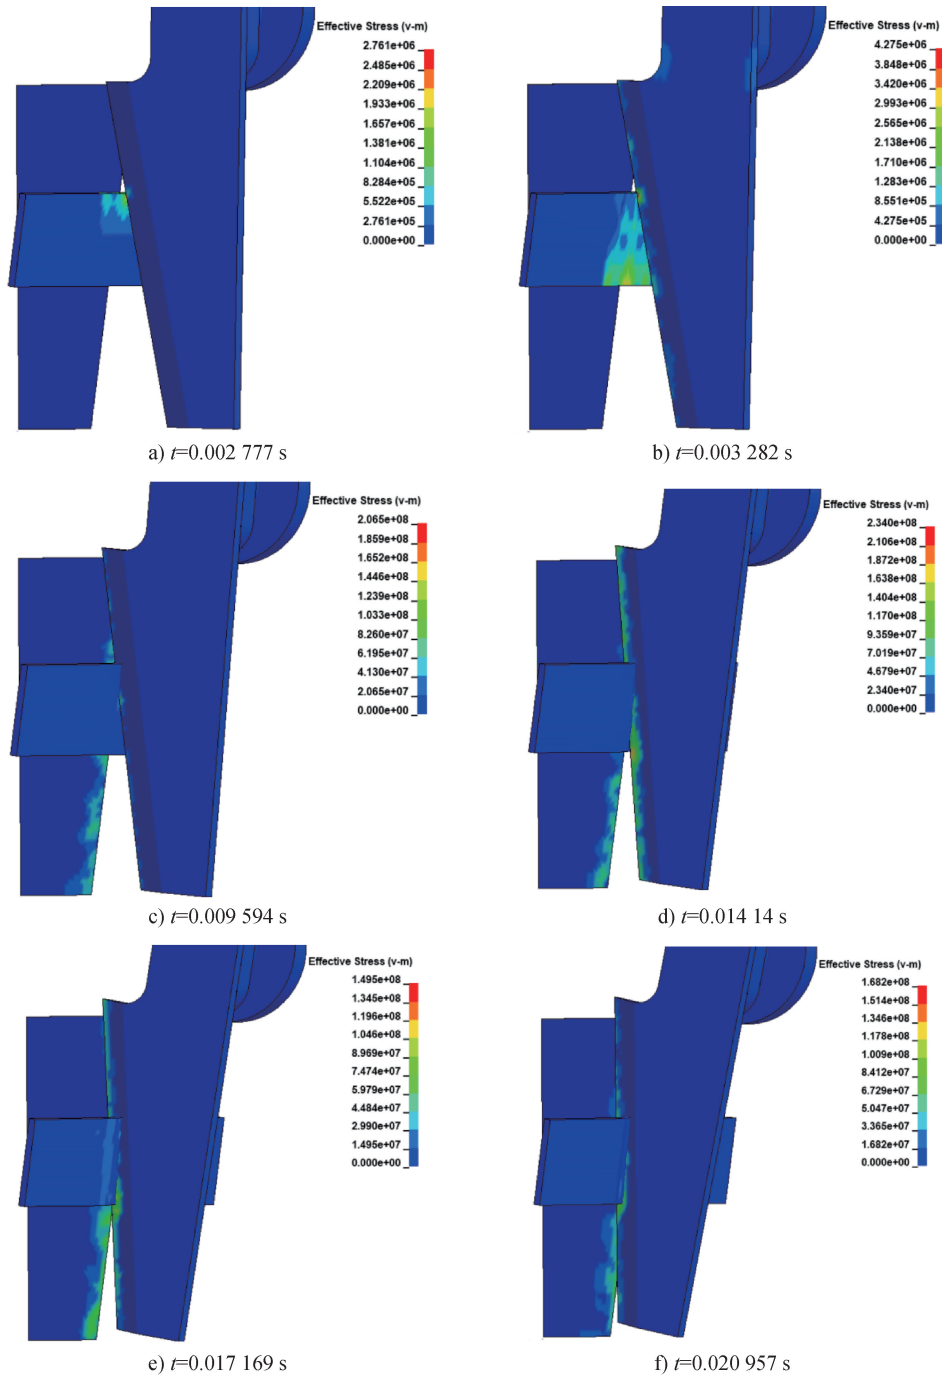 Effective Stress (v-m)
2.761e+06
2.485e+06
2.209e+06
1.933e+06
1.657e+06
1.381e+06
1.104e+06
8.284e+05
5.522e+05
2.761e+05
0.000e+00
a) t=0.002 777 s
Effective Stress (v-m)
4.275e+06
3.848e+06
3.420e+06
2.993e+06
2.565e+06
2.138e+06
1.710e+06
1.283e+06
8.551e+05
4.275e+05
0.000e+00
b) t=0.003 282 s
Effective Stress (v-m)
2.065e+08
1.859e+08
1.652e+08
1.446e+08
1.239e+08
1.033e+08
8.260e+07
6.195e+07
4.130e+07
2.065e+07
0.000e+00
c) t=0.009 594 s
Effective Stress (v-m)
2.340e+08
2.106e+08
1.872e+08
1.638e+08
1.404e+08
1.170e+08
9.359e+07
7.019e+07
4.679e+07
2.340e+07
0.000e+00
d) t=0.014 14 s
Effective Stress (v-m)
1.495e+08
1.345e+08
1.196e+08
1.046e+08
8.969e+07
7.474e+07
5.979e+07
4.484e+07
2.990e+07
1.495e+07
0.000e+00
e) t=0.017 169 s
Effective Stress (v-m)
1.682e+08
1.514e+08
1.346e+08
1.178e+08
1.009e+08
8.412e+07
6.729e+07
5.047e+07
3.365e+07
1.682e+07
0.000e+00
f) t=0.020 957 s